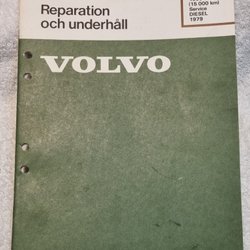 Reparation
och underhåll
(15 000 km)
Service
DIESEL
1979
VOLVO